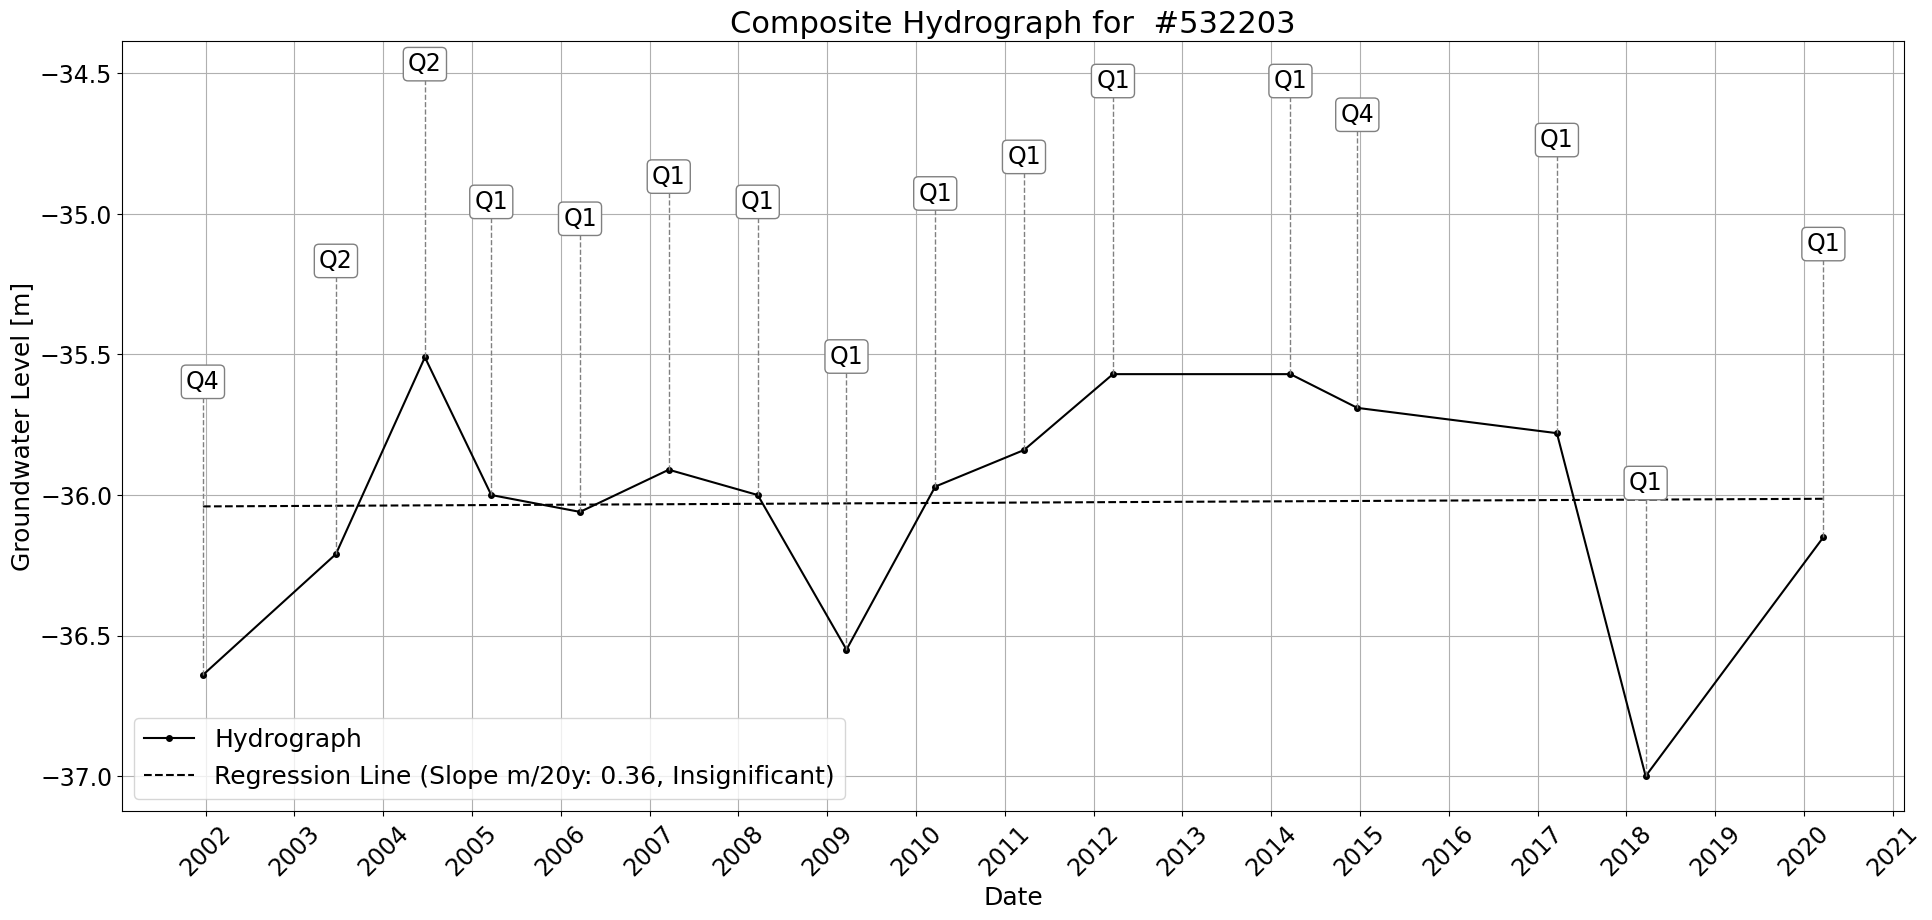 Composite Hydrograph for  #532203
Groundwater Level [m]
−34.5
−35.0
−35.5
−36.0
−36.5
−37.0
Q4
Q2
Q2
Q1
Q1
Q1
Q1
Q1
Q1
Q1
Q1
Q1
Q4
Q1
Q1
Q1
Hydrograph
Regression Line (Slope m/20y: 0.36, Insignificant)
2002
2003
2004
2005
2006
2007
2008
2009
2010
2011
2012
2013
2014
2015
2016
2017
2018
2019
2020
2021
Date